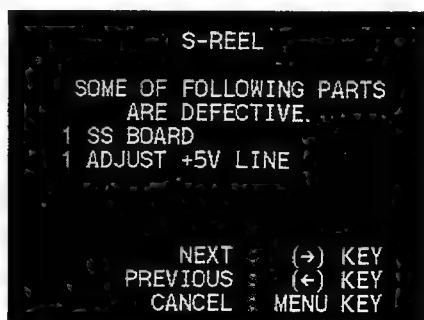 S-REEL
SOME OF FOLLOWING PARTS
ARE DEFECTIVE.
1 SS BOARD
1 ADJUST +5V LINE
NEXT : (→) KEY
PREVIOUS : (←) KEY
CANCEL : MENU KEY